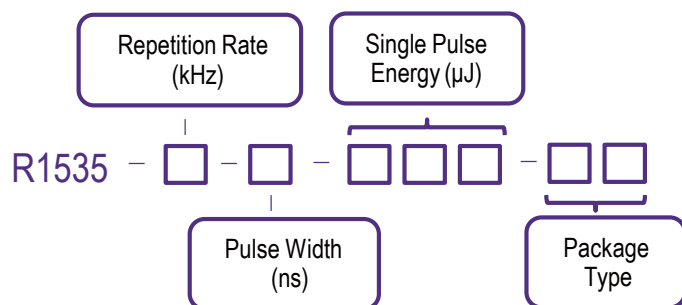 Repetition Rate
(kHz)
Single Pulse
Energy (µJ)
R1535 – □ – □ – □□□ – □□
Pulse Width
(ns)
Package
Type